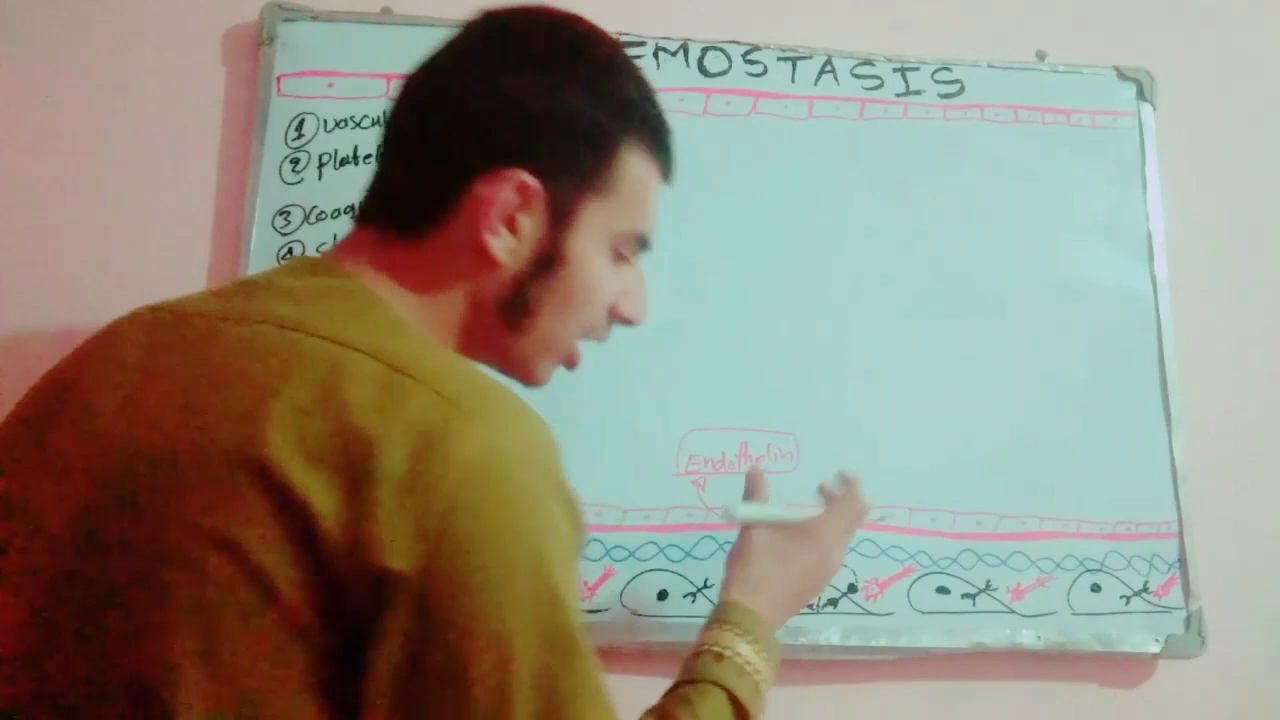 EMOSTASIS
① vascul
② platel
③ coag
④
Endothelin